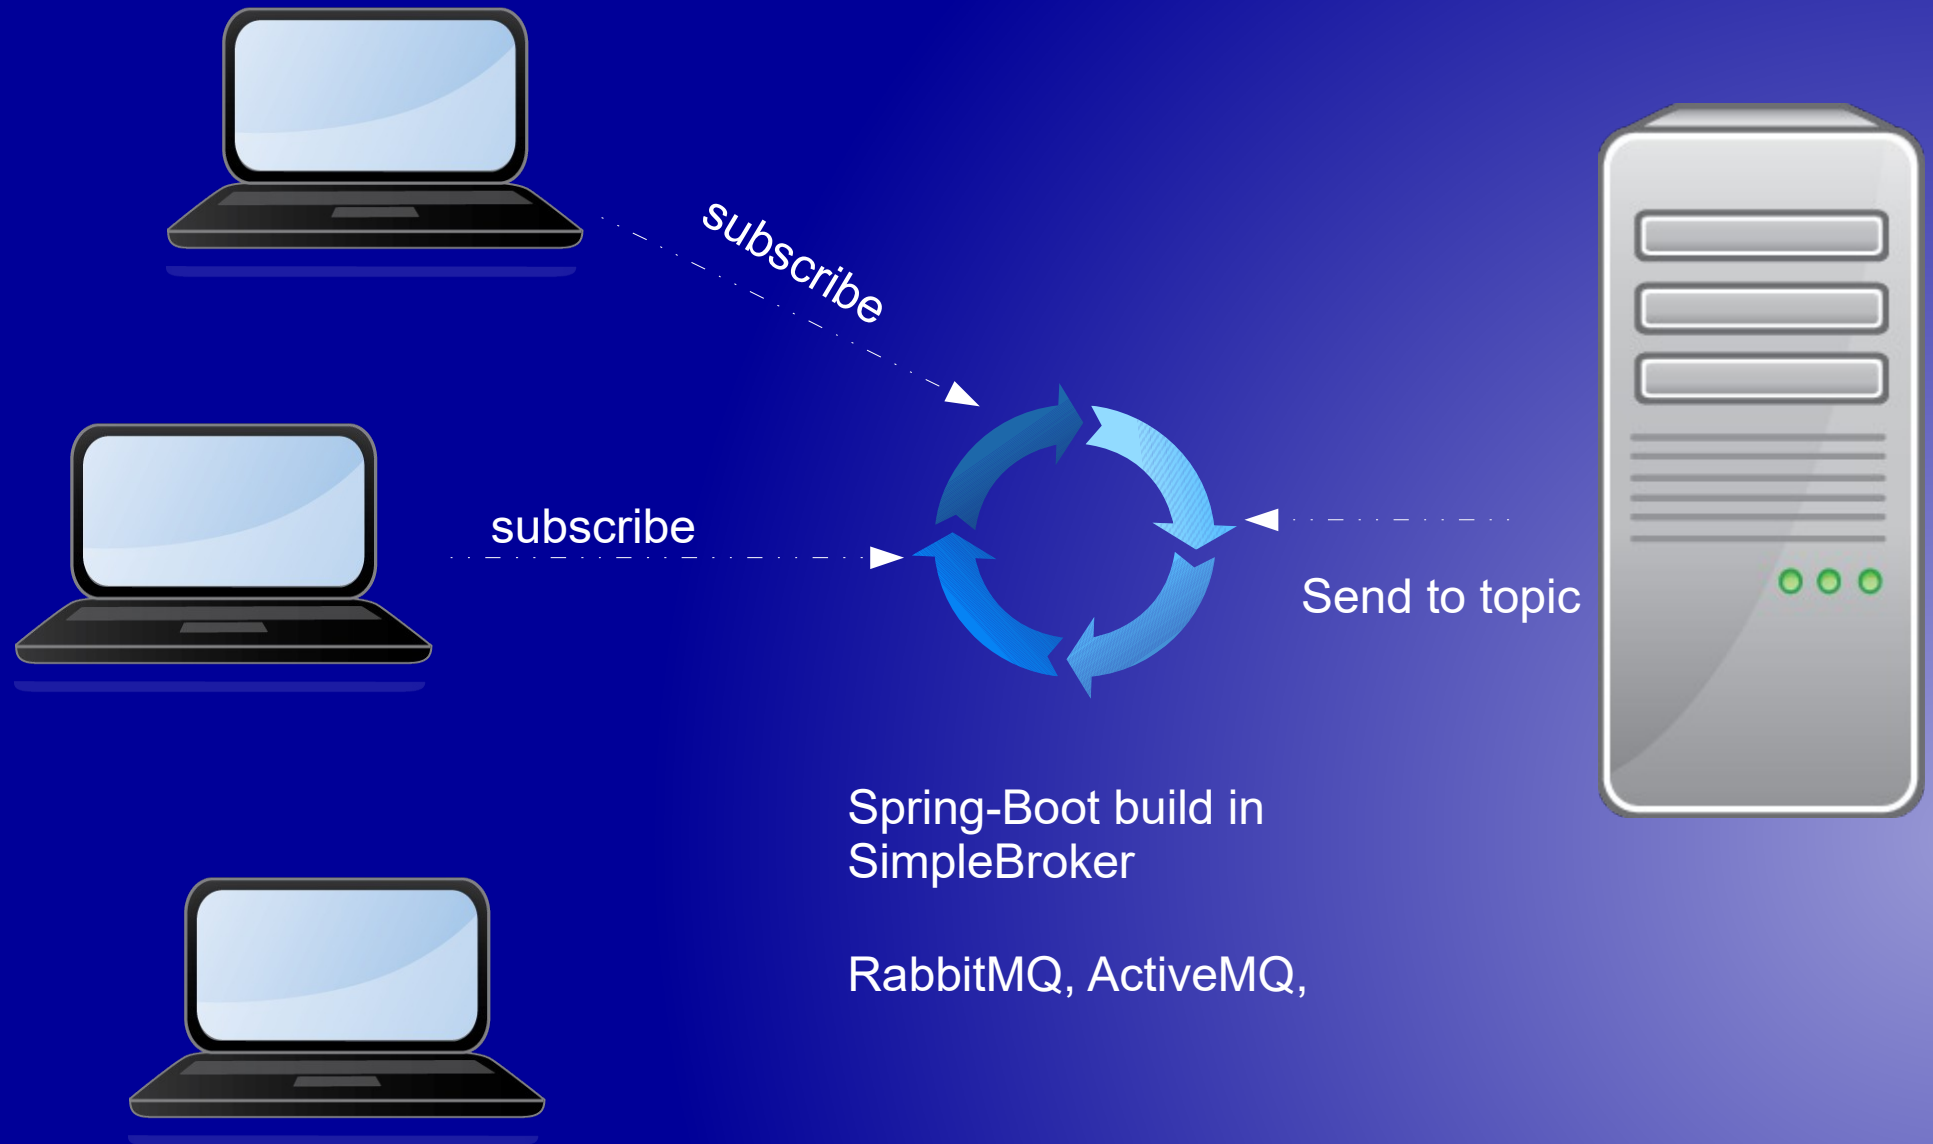 subscribe
subscribe
Send to topic
Spring-Boot build in
SimpleBroker
RabbitMQ, ActiveMQ,